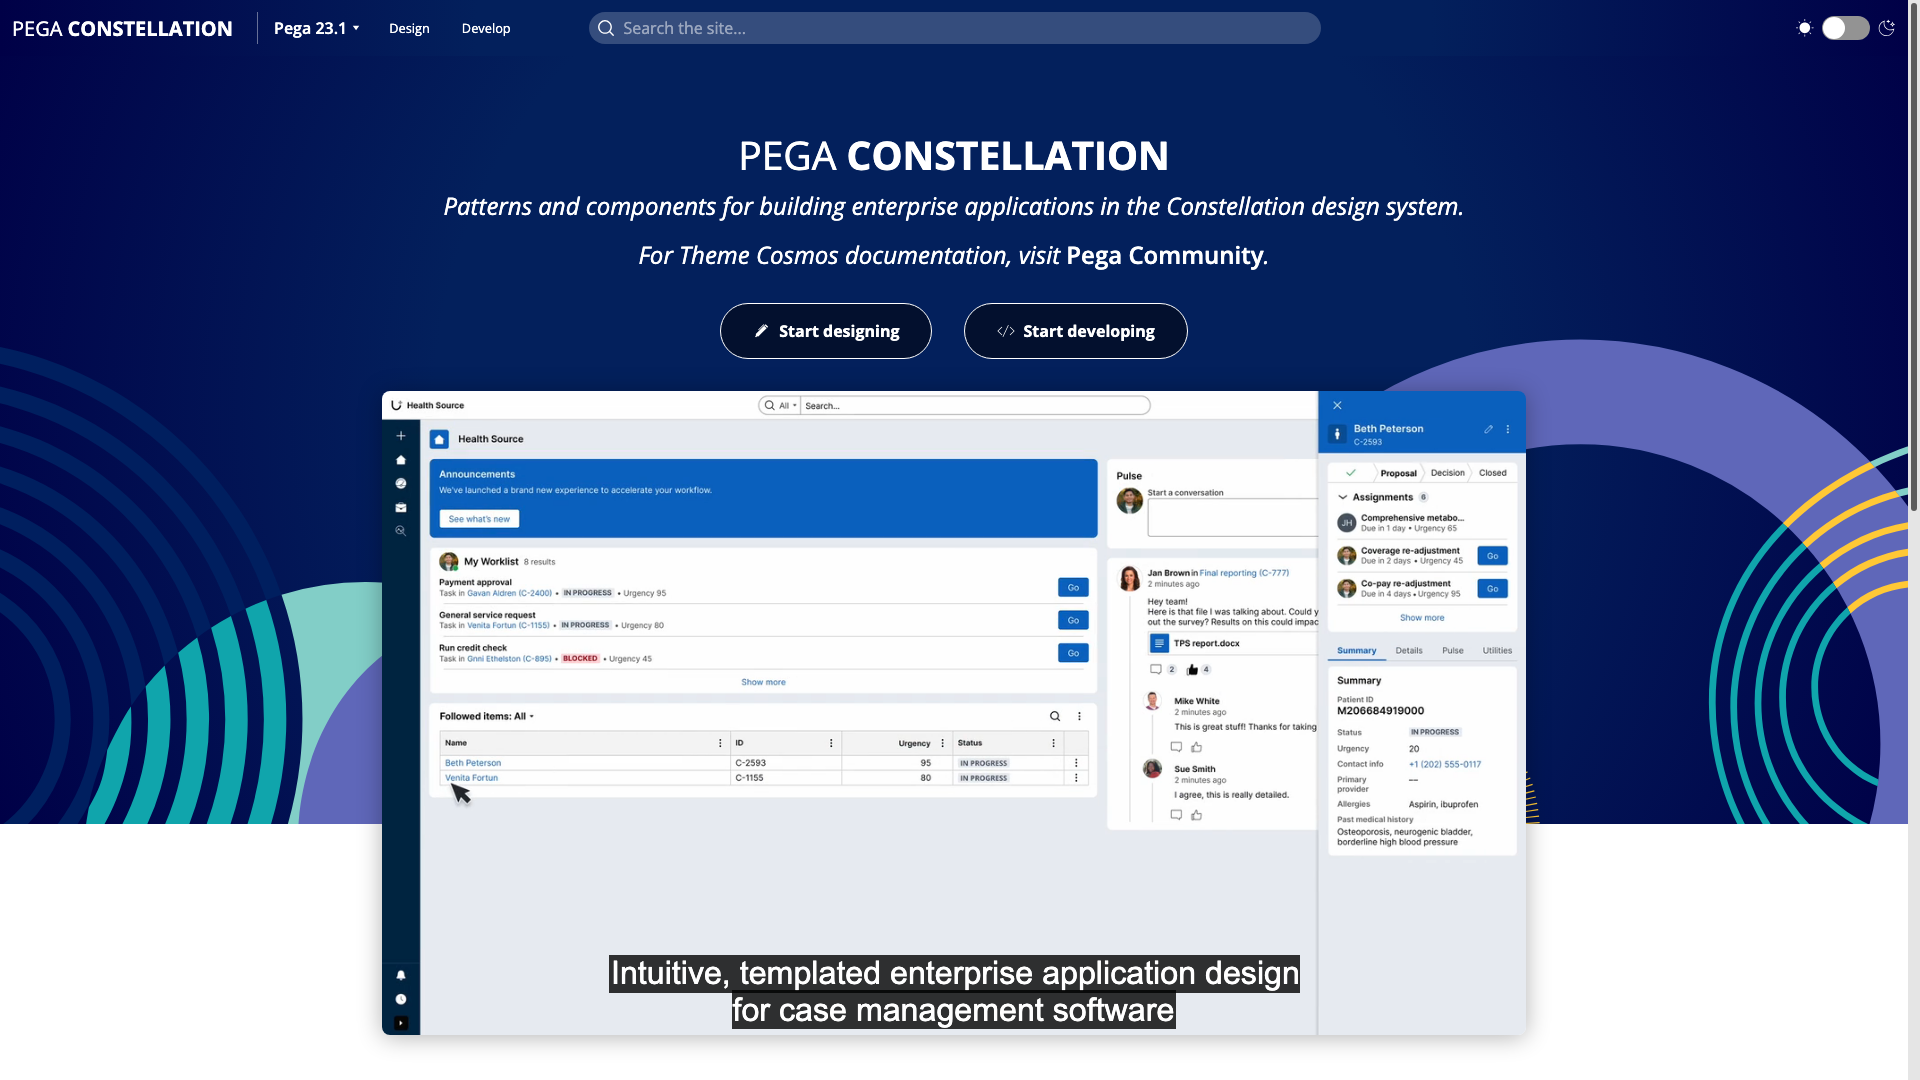 PEGA CONSTELLATION
Pega 23.1
Design
Develop
Search the site...
PEGA CONSTELLATION
Patterns and components for building enterprise applications in the Constellation design system.
For Theme Cosmos documentation, visit Pega Community.
Start designing
Start developing
Health Source
All
Search...
Health Source
Announcements
We've launched a brand new experience to accelerate your workflow.
See what's new
My Worklist 8 results
Payment approval
Task in Gavan Aldren (C-2400) • IN PROGRESS • Urgency 95
Go
General service request
Task in Venita Fortun (C-1155) • IN PROGRESS • Urgency 80
Go
Run credit check
Task in Gnni Ethelston (C-895) • BLOCKED • Urgency 45
Go
Show more
Followed items: All
Name ID Urgency Status
Beth Peterson C-2593 95 IN PROGRESS
Venita Fortun C-1155 80 IN PROGRESS
Pulse
Start a conversation
Jan Brown in Final reporting (C-777)
2 minutes ago
Hey team!
Here is that file I was talking about. Could y
out the survey? Results on this could impac
TPS report.docx
2 4
Mike White
2 minutes ago
This is great stuff! Thanks for taking
Sue Smith
2 minutes ago
I agree, this is really detailed.
Beth Peterson
C-2593
Proposal Decision Closed
Assignments 6
JH
Comprehensive metabo...
Due in 1 day • Urgency 65
Coverage re-adjustment
Due in 2 days • Urgency 45
Go
Co-pay re-adjustment
Due in 4 days • Urgency 95
Go
Show more
Summary Details Pulse Utilities
Summary
Patient ID
M206684919000
Status IN PROGRESS
Urgency 20
Contact info +1 (202) 555-0117
Primary provider ––
Allergies Aspirin, ibuprofen
Past medical history
Osteoporosis, neurogenic bladder,
borderline high blood pressure
Intuitive, templated enterprise application design
for case management software